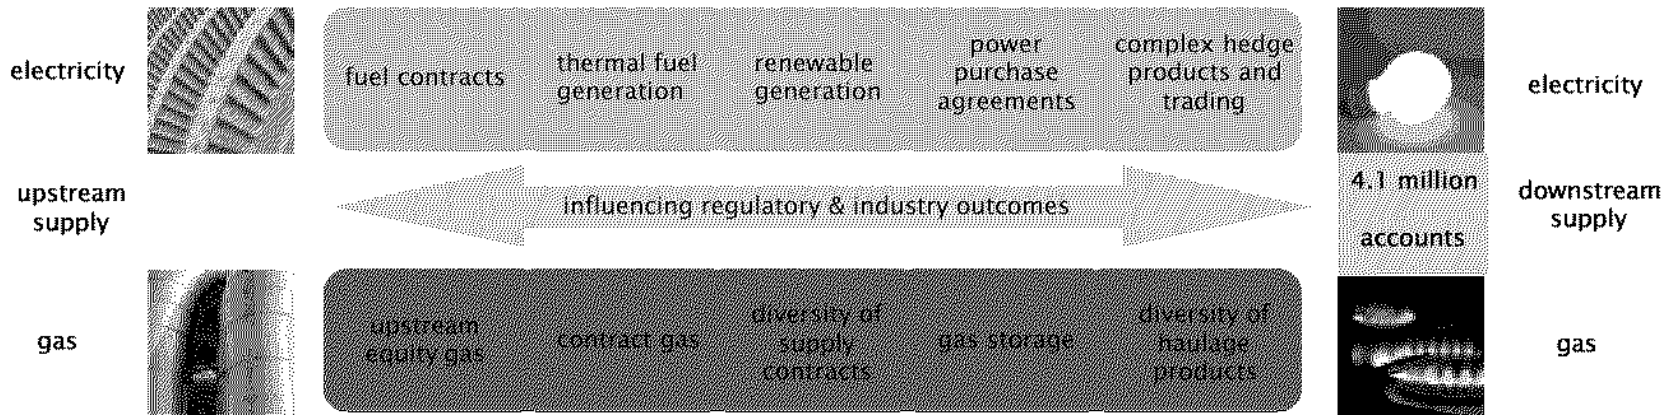 electricity
fuel contracts
thermal fuel
generation
renewable
generation
power
purchase
agreements
complex hedge
products and
trading
electricity
upstream
supply
influencing regulatory & industry outcomes
4.1 million
accounts
downstream
supply
gas
upstream
equity gas
contract gas
diversity of
supply
contracts
gas storage
diversity of
haulage
products
gas